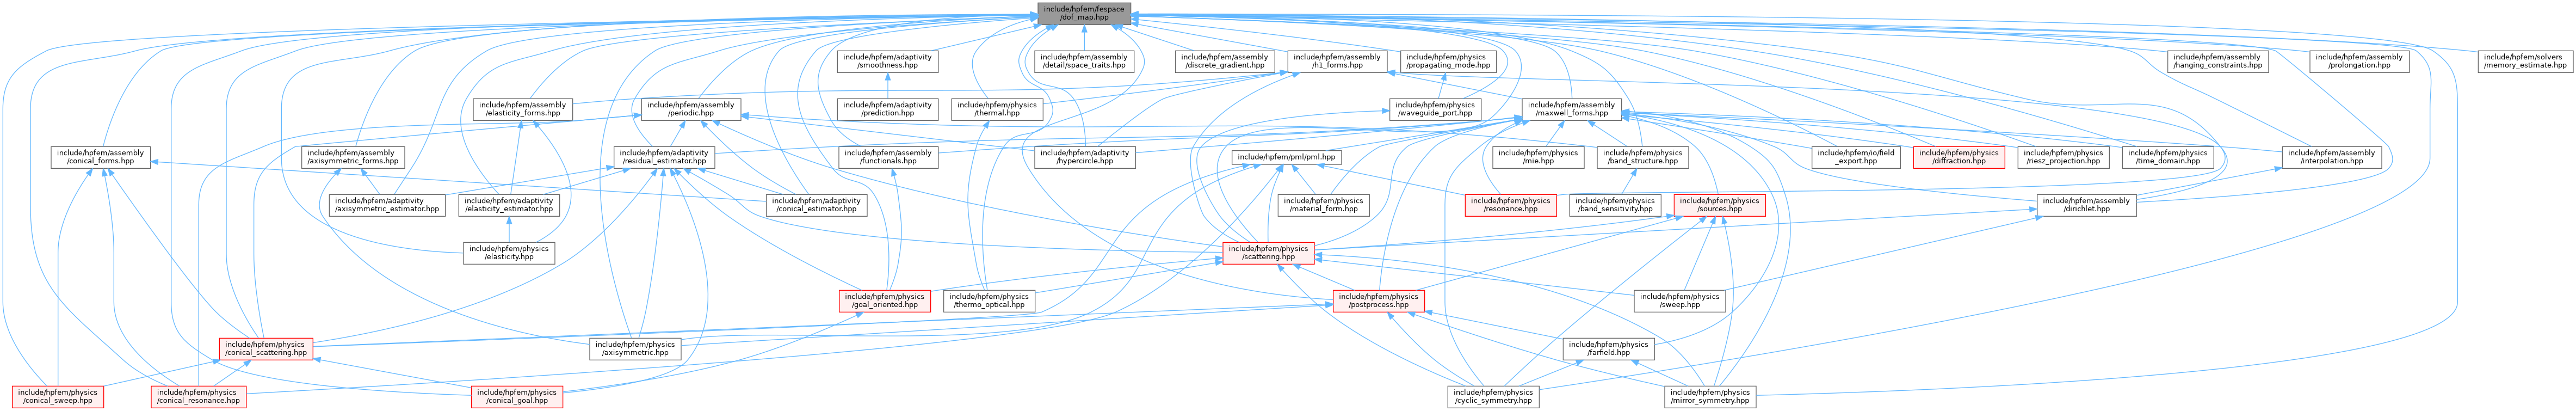 include/hpfem/fespace
/dof_map.hpp
include/hpfem/adaptivity
/smoothness.hpp
include/hpfem/assembly
/detail/space_traits.hpp
include/hpfem/assembly
/discrete_gradient.hpp
include/hpfem/assembly
/h1_forms.hpp
include/hpfem/physics
/propagating_mode.hpp
include/hpfem/assembly
/hanging_constraints.hpp
include/hpfem/assembly
/prolongation.hpp
include/hpfem/solvers
/memory_estimate.hpp
include/hpfem/assembly
/elasticity_forms.hpp
include/hpfem/assembly
/periodic.hpp
include/hpfem/adaptivity
/prediction.hpp
include/hpfem/physics
/thermal.hpp
include/hpfem/physics
/waveguide_port.hpp
include/hpfem/assembly
/maxwell_forms.hpp
include/hpfem/assembly
/conical_forms.hpp
include/hpfem/assembly
/axisymmetric_forms.hpp
include/hpfem/adaptivity
/residual_estimator.hpp
include/hpfem/assembly
/functionals.hpp
include/hpfem/adaptivity
/hypercircle.hpp
include/hpfem/pml/pml.hpp
include/hpfem/physics
/mie.hpp
include/hpfem/physics
/band_structure.hpp
include/hpfem/io/field
_export.hpp
include/hpfem/physics
/diffraction.hpp
include/hpfem/physics
/riesz_projection.hpp
include/hpfem/physics
/time_domain.hpp
include/hpfem/assembly
/interpolation.hpp
include/hpfem/adaptivity
/axisymmetric_estimator.hpp
include/hpfem/adaptivity
/elasticity_estimator.hpp
include/hpfem/adaptivity
/conical_estimator.hpp
include/hpfem/physics
/material_form.hpp
include/hpfem/physics
/resonance.hpp
include/hpfem/physics
/band_sensitivity.hpp
include/hpfem/physics
/sources.hpp
include/hpfem/assembly
/dirichlet.hpp
include/hpfem/physics
/elasticity.hpp
include/hpfem/physics
/scattering.hpp
include/hpfem/physics
/goal_oriented.hpp
include/hpfem/physics
/thermo_optical.hpp
include/hpfem/physics
/postprocess.hpp
include/hpfem/physics
/sweep.hpp
include/hpfem/physics
/conical_scattering.hpp
include/hpfem/physics
/axisymmetric.hpp
include/hpfem/physics
/farfield.hpp
include/hpfem/physics
/conical_sweep.hpp
include/hpfem/physics
/conical_resonance.hpp
include/hpfem/physics
/conical_goal.hpp
include/hpfem/physics
/cyclic_symmetry.hpp
include/hpfem/physics
/mirror_symmetry.hpp